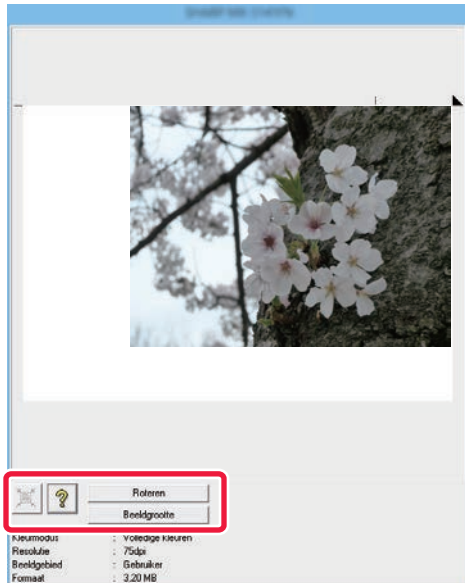 ?
Roteren
Beeldgrootte
Kleurmodus : Volledige kleuren
Resolutie : 75dpi
Beeldgebied : Gebruiker
Formaat : 3,20 MB